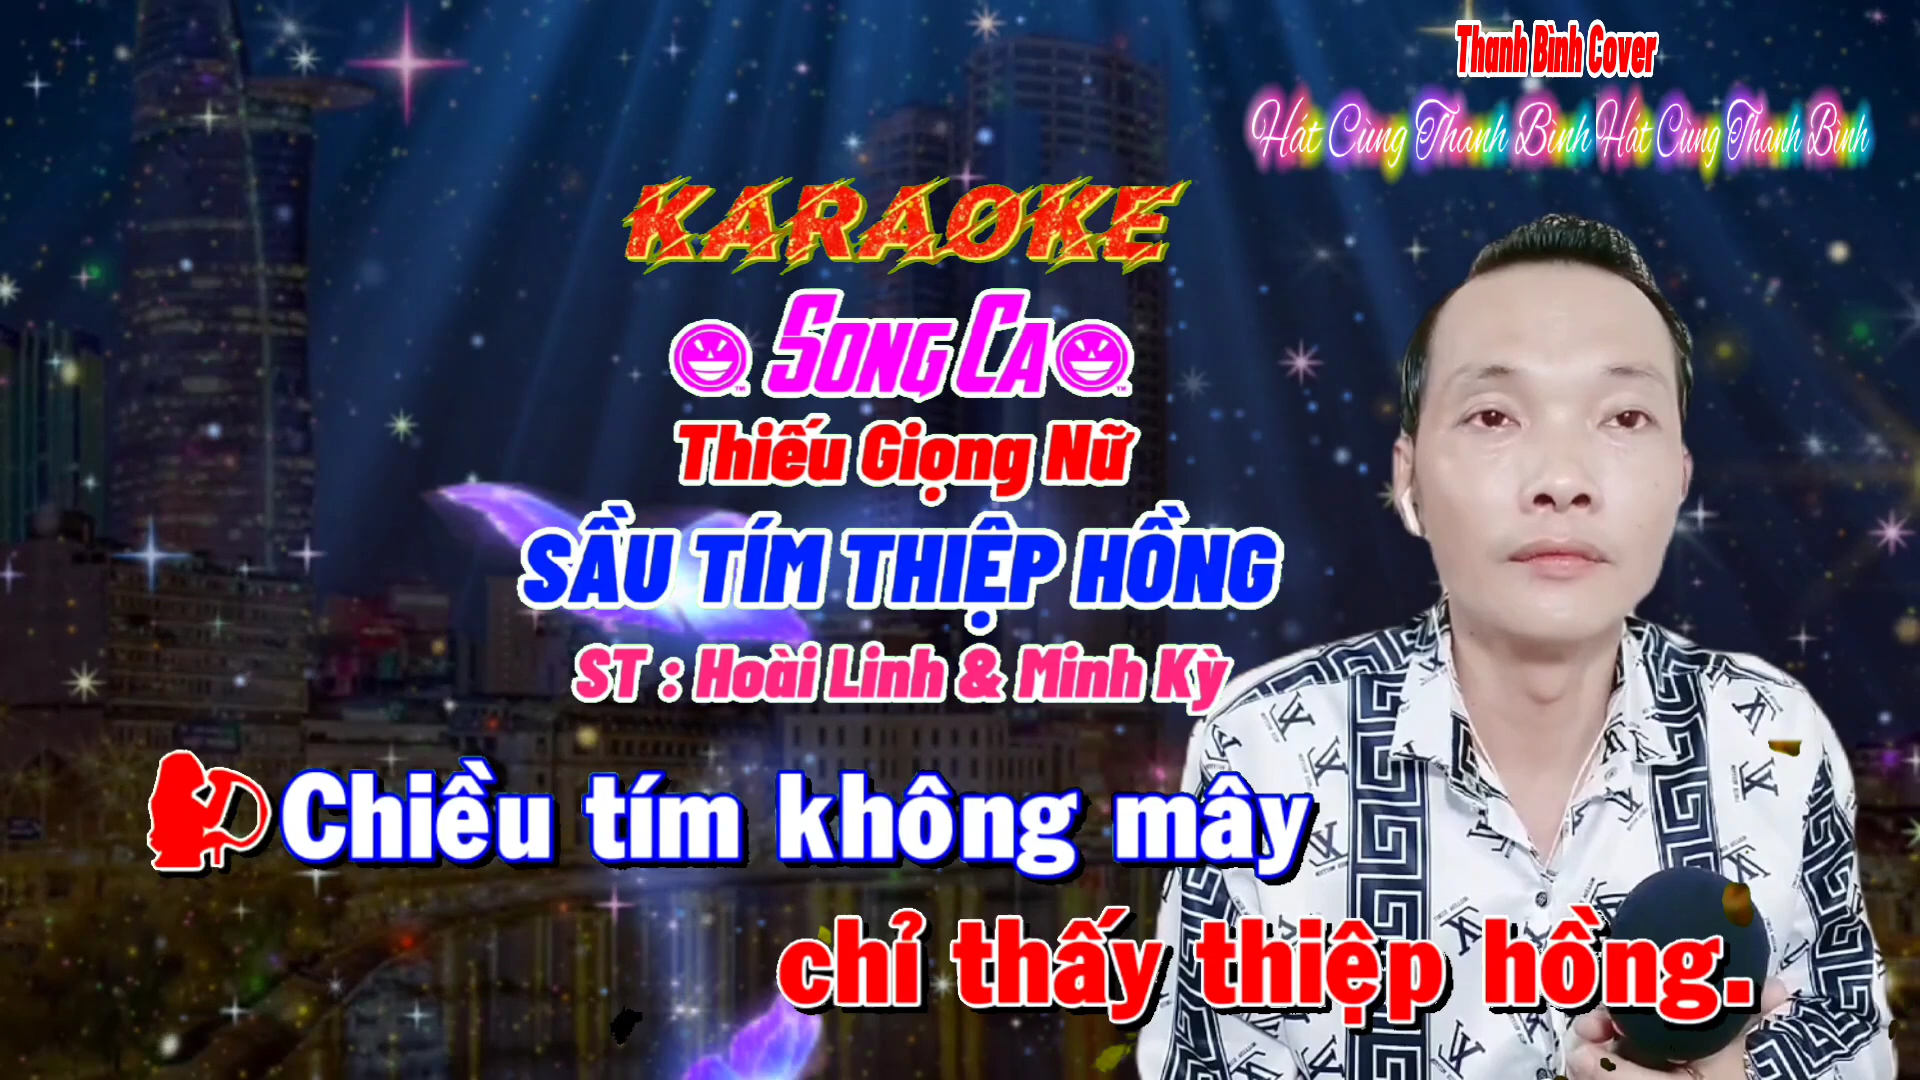 Thanh Bình Cover
Hát Cùng Thanh Bình Hát Cùng Thanh Bình
KARAOKE
SONG CA
Thiếu Giọng Nữ
SẦU TÍM THIỆP HỒNG
ST : Hoài Linh & Minh Kỳ
Chiều tím không mây
chỉ thấy thiệp hồng.